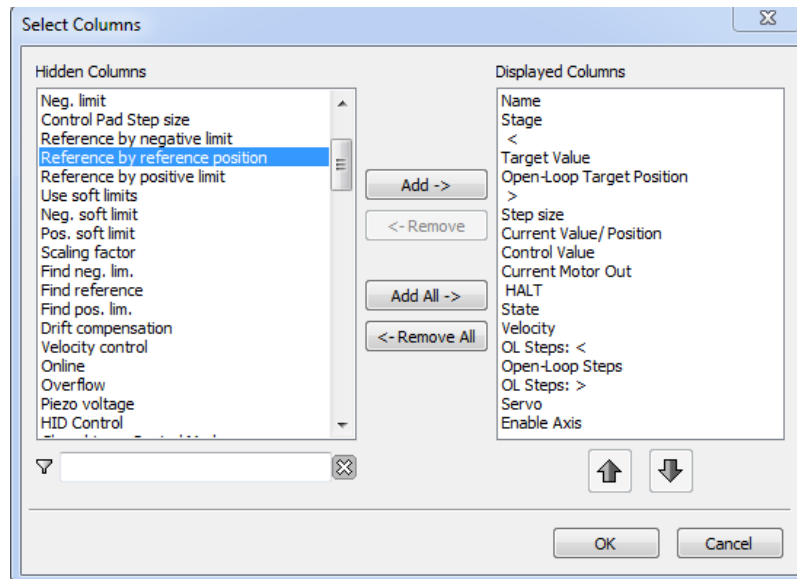 Select Columns
Hidden Columns
Neg. limit
Control Pad Step size
Reference by negative limit
Reference by reference position
Reference by positive limit
Use soft limits
Neg. soft limit
Pos. soft limit
Scaling factor
Find neg. lim.
Find reference
Find pos. lim.
Drift compensation
Velocity control
Online
Overflow
Piezo voltage
HID Control
Add ->
<- Remove
Add All ->
<- Remove All
Displayed Columns
Name
Stage
<
Target Value
Open-Loop Target Position
>
Step size
Current Value/ Position
Control Value
Current Motor Out
HALT
State
Velocity
OL Steps: <
Open-Loop Steps
OL Steps: >
Servo
Enable Axis
OK
Cancel